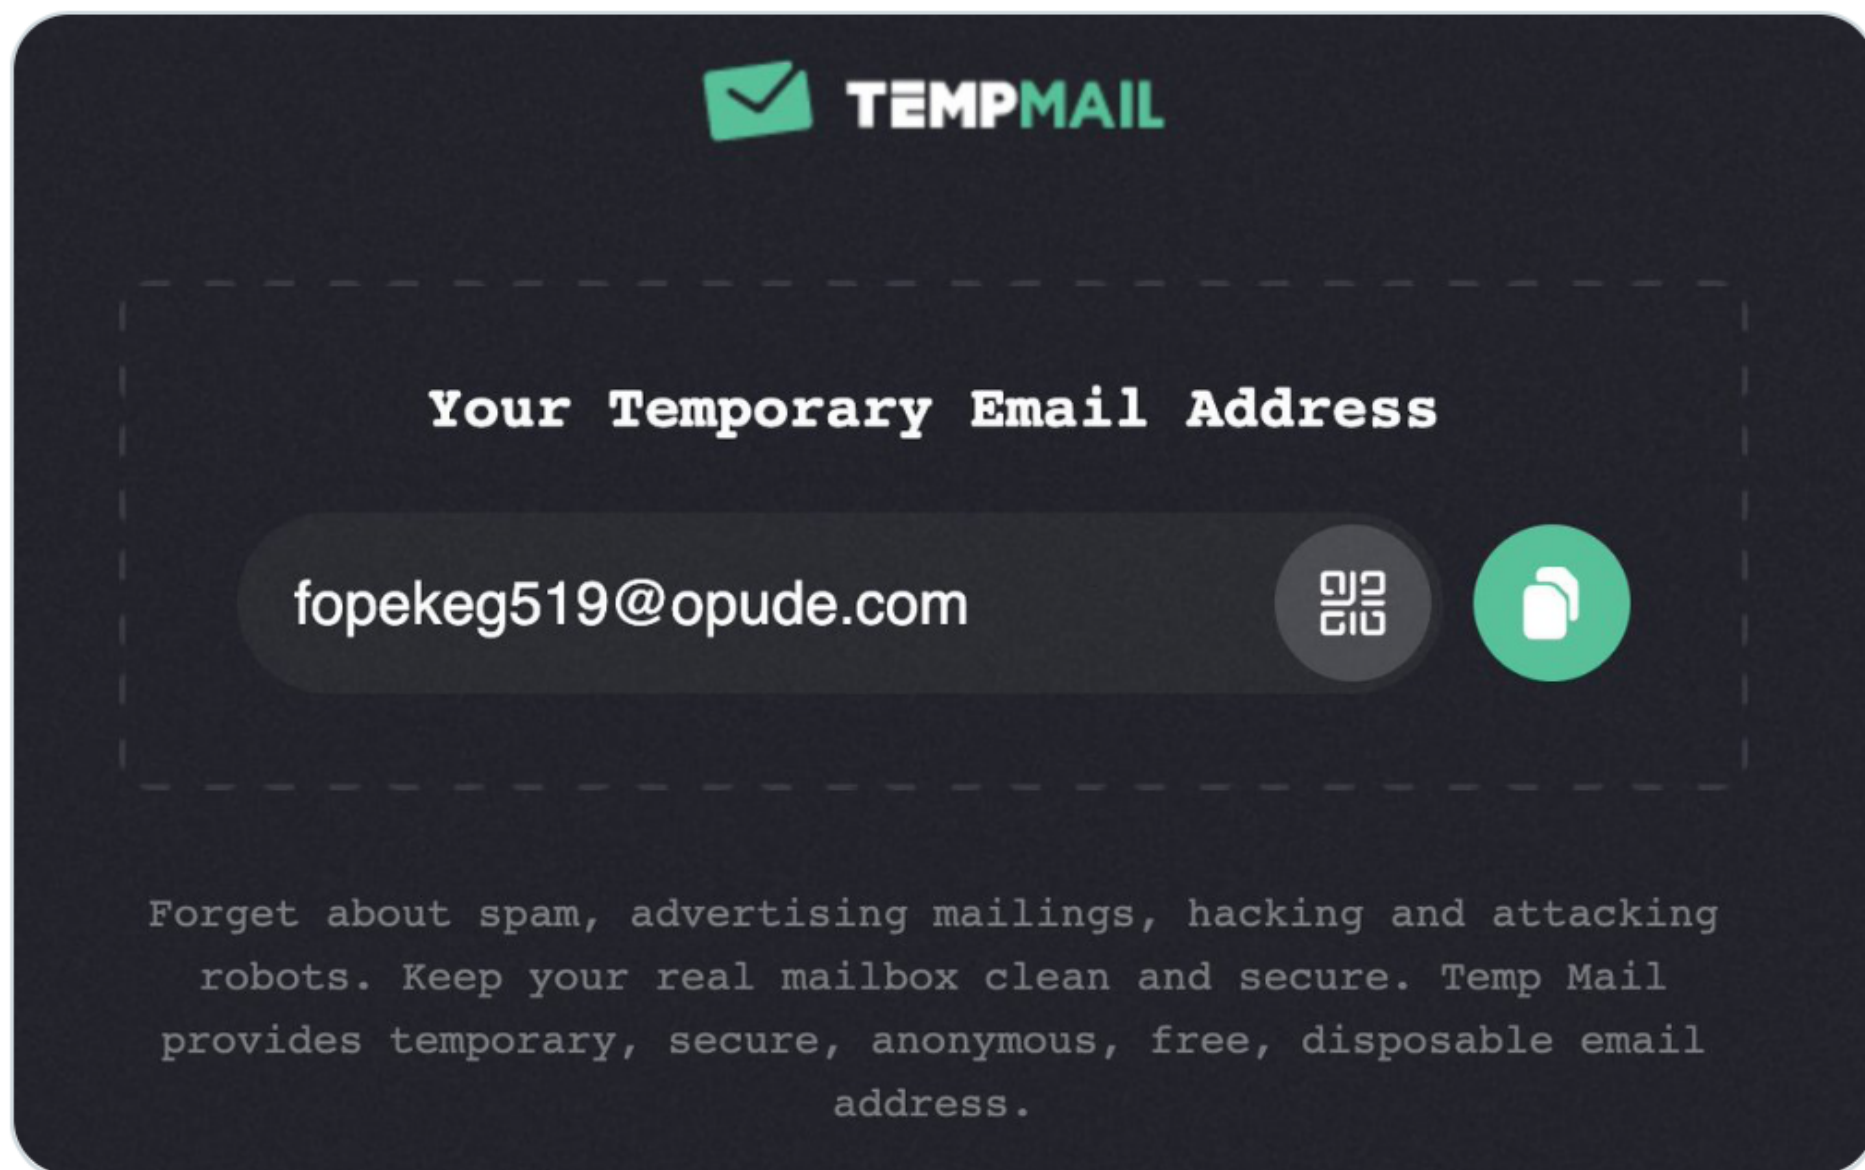 TEMPMAIL
Your Temporary Email Address
fopekeg519@opude.com
Forget about spam, advertising mailings, hacking and attacking
robots. Keep your real mailbox clean and secure. Temp Mail
provides temporary, secure, anonymous, free, disposable email
address.